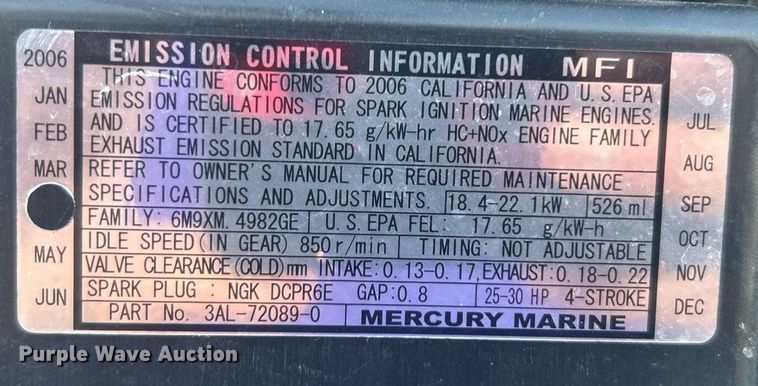 2006
JAN
FEB
MAR
MAY
JUN
EMISSION CONTROL INFORMATION MFI
THIS ENGINE CONFORMS TO 2006 CALIFORNIA AND U.S. EPA
EMISSION REGULATIONS FOR SPARK IGNITION MARINE ENGINES.
AND IS CERTIFIED TO 17.65 g/kW-hr HC+NOx ENGINE FAMILY
EXHAUST EMISSION STANDARD IN CALIFORNIA.
REFER TO OWNER'S MANUAL FOR REQUIRED MAINTENANCE
SPECIFICATIONS AND ADJUSTMENTS. 18.4-22.1kW 526 ml
FAMILY: 6M9XM. 4982GE U.S. EPA FEL: 17.65 g/kW-h
IDLE SPEED(IN GEAR) 850r/min TIMING: NOT ADJUSTABLE
VALVE CLEARANCE(COLD)mm INTAKE:0.13-0.17,EXHAUST:0.18-0.22
SPARK PLUG : NGK DCPR6E GAP:0.8 25-30 HP 4-STROKE
PART No. 3AL-72089-0 MERCURY MARINE
JUL
AUG
SEP
OCT
NOV
DEC
Purple Wave Auction